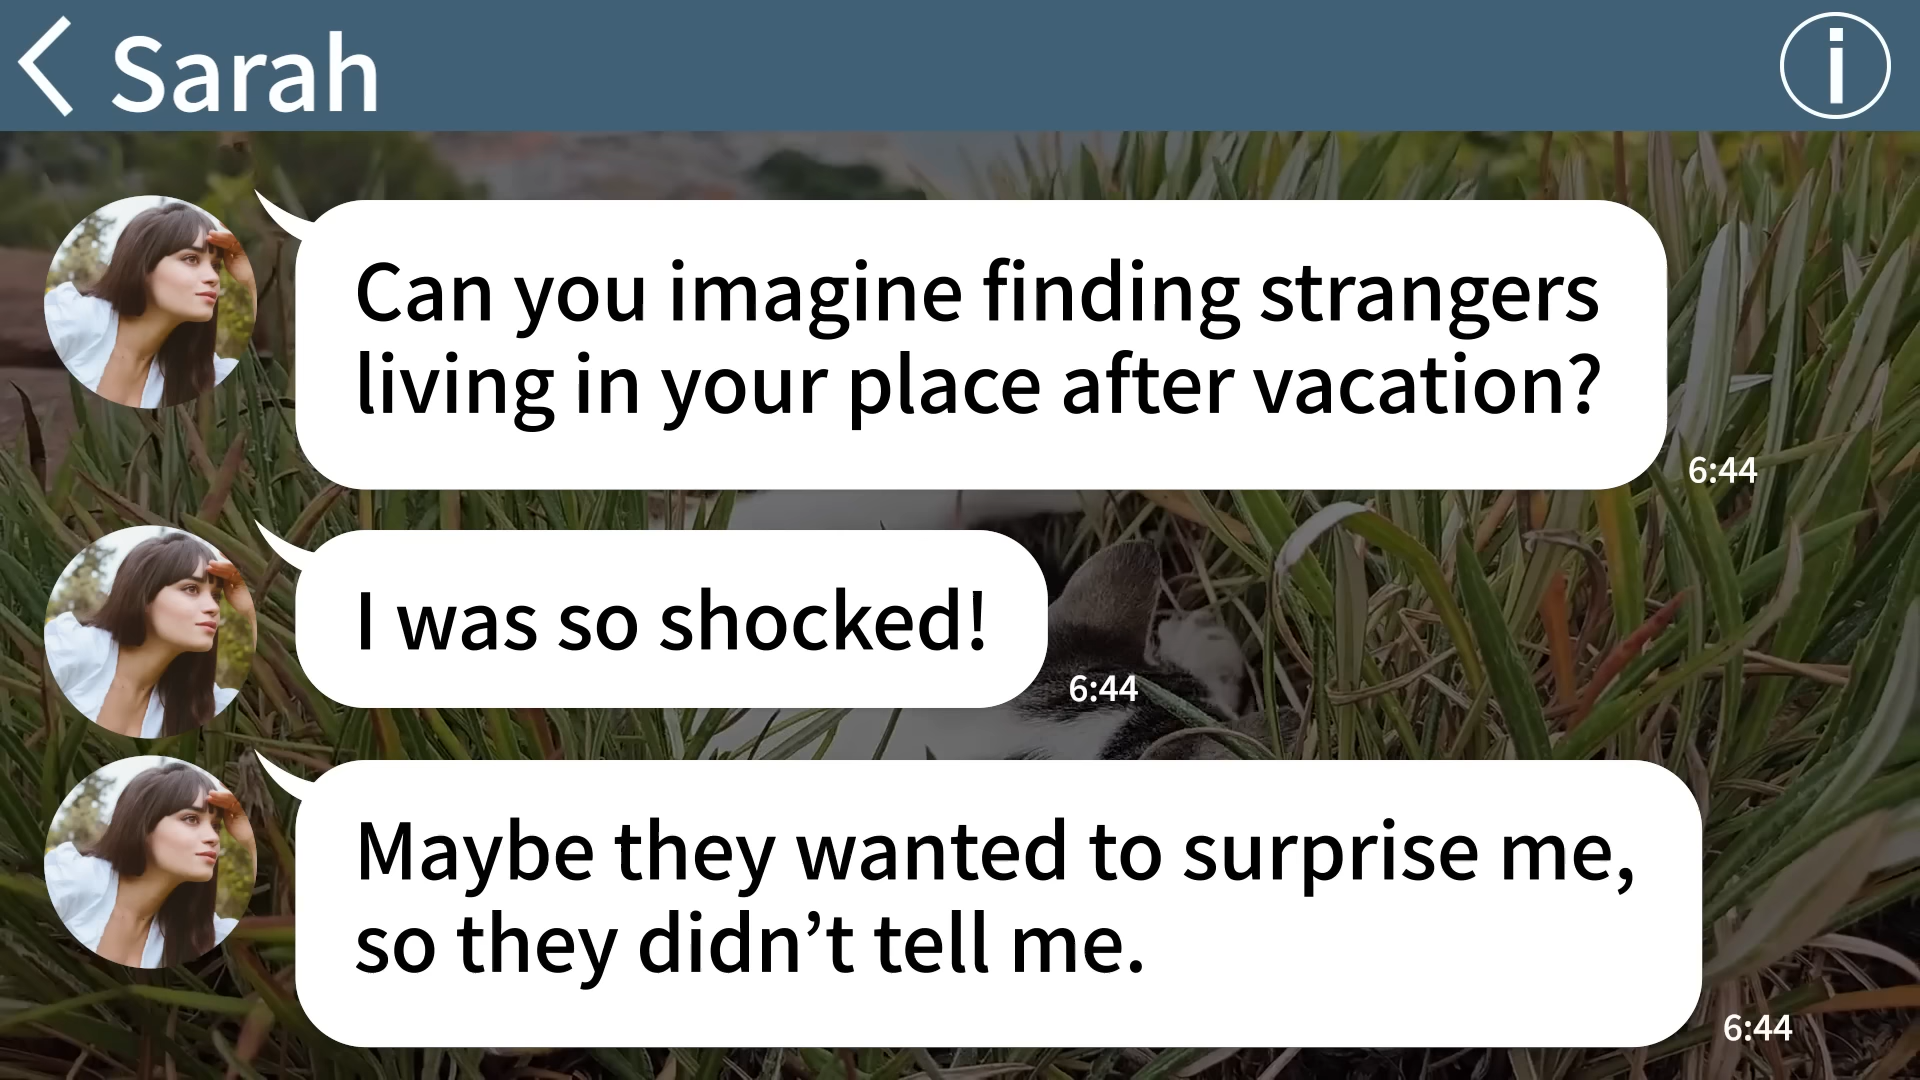 Sarah
Can you imagine finding strangers
living in your place after vacation?
6:44
I was so shocked!
6:44
Maybe they wanted to surprise me,
so they didn’t tell me.
6:44